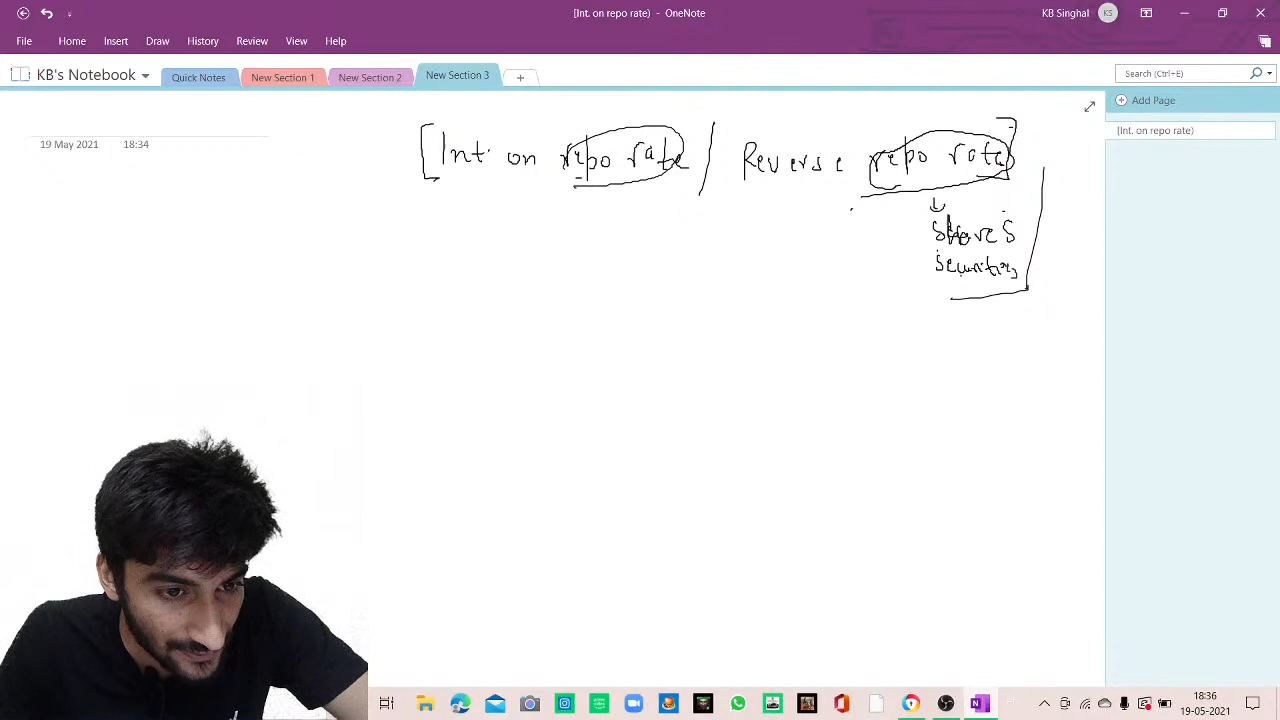 [Int. on repo rate) - OneNote
KB Singhal KS
File Home Insert Draw History Review View Help
KB's Notebook Quick Notes New Section 1 New Section 2 New Section 3 +
Search (Ctrl+E)
Add Page
[Int. on repo rate)
19 May 2021 18:34
[Int. on repo rate / Reverse repo rate]
shares
securities
18:36
19-05-2021